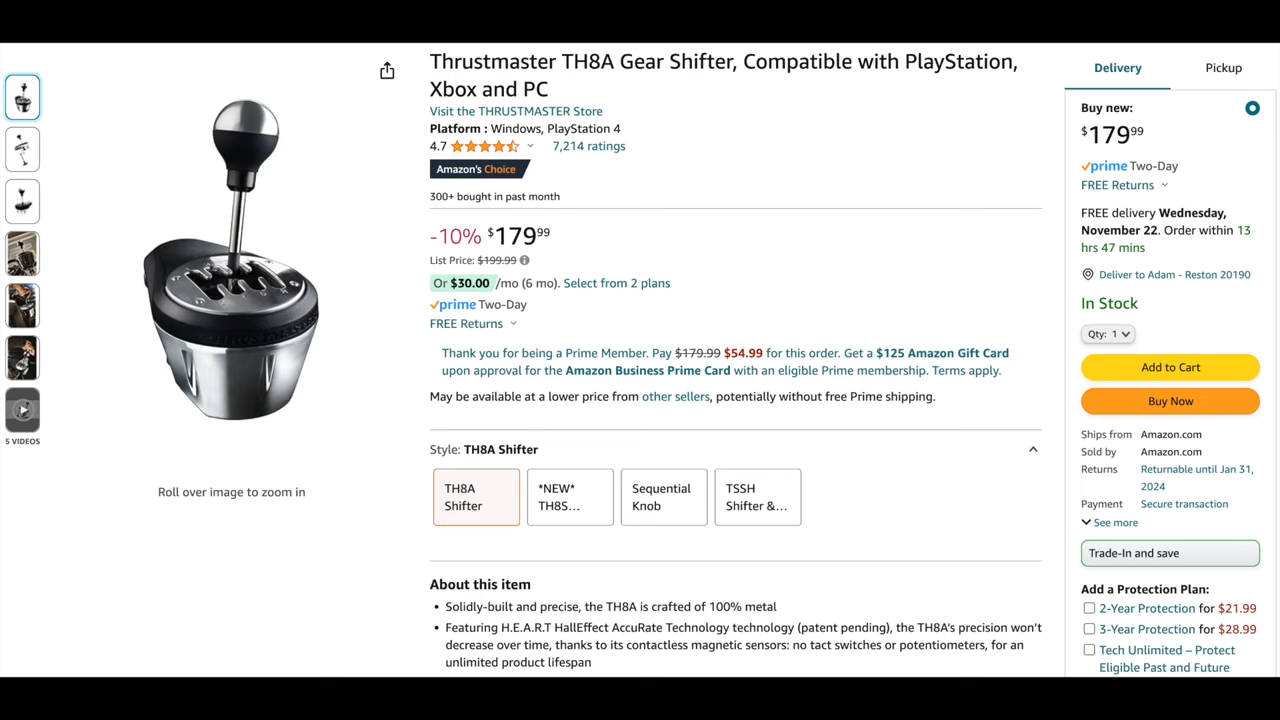 Thrustmaster TH8A Gear Shifter, Compatible with PlayStation,
Xbox and PC
Visit the THRUSTMASTER Store
Platform : Windows, PlayStation 4
4.7 7,214 ratings
Amazon's Choice
300+ bought in past month
-10% $17999
List Price: $199.99
Or $30.00 /mo (6 mo). Select from 2 plans
prime Two-Day
FREE Returns
Thank you for being a Prime Member. Pay $179.99 $54.99 for this order. Get a $125 Amazon Gift Card
upon approval for the Amazon Business Prime Card with an eligible Prime membership. Terms apply.
May be available at a lower price from other sellers, potentially without free Prime shipping.
Style: TH8A Shifter
TH8A
Shifter
*NEW*
TH8S...
Sequential
Knob
TSSH
Shifter &...
About this item
• Solidly-built and precise, the TH8A is crafted of 100% metal
• Featuring H.E.A.R.T HallEffect AccuRate Technology technology (patent pending), the TH8A's precision won't
decrease over time, thanks to its contactless magnetic sensors: no tact switches or potentiometers, for an
unlimited product lifespan
5 VIDEOS
Roll over image to zoom in
Delivery
Pickup
Buy new:
$17999
prime Two-Day
FREE Returns
FREE delivery Wednesday,
November 22. Order within 13
hrs 47 mins
Deliver to Adam - Reston 20190
In Stock
Qty: 1
Add to Cart
Buy Now
Ships from Amazon.com
Sold by Amazon.com
Returns Returnable until Jan 31,
2024
Payment Secure transaction
See more
Trade-In and save
Add a Protection Plan:
2-Year Protection for $21.99
3-Year Protection for $28.99
Tech Unlimited – Protect
Eligible Past and Future